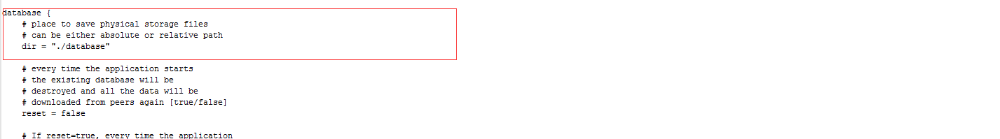 database {
# place to save physical storage files
# can be either absolute or relative path
dir = "./database"
# every time the application starts
# the existing database will be
# destroyed and all the data will be
# downloaded from peers again [true/false]
reset = false
# If reset=true, every time the application